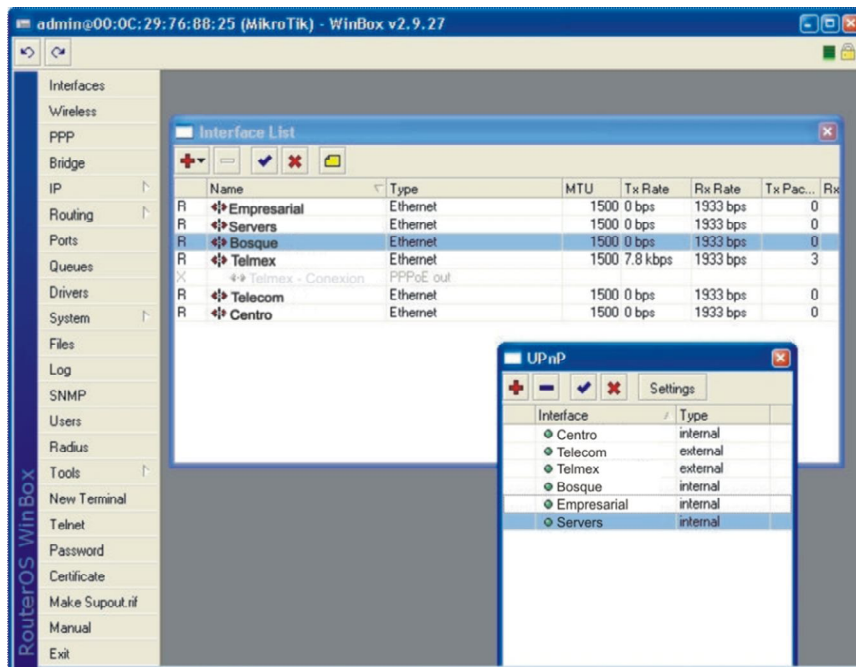 admin@00:0C:29:76:88:25 (MikroTik) - WinBox v2.9.27
Interfaces
Wireless
PPP
Bridge
IP
Routing
Ports
Queues
Drivers
System
Files
Log
SNMP
Users
Radius
Tools
New Terminal
Telnet
Password
Certificate
Make Supout.rif
Manual
Exit
RouterOS WinBox
Interface List
Name Type MTU Tx Rate Rx Rate Tx Pac... Rx
R Empresarial Ethernet 1500 0 bps 1933 bps 0
R Servers Ethernet 1500 0 bps 1933 bps 0
R Bosque Ethernet 1500 0 bps 1933 bps 0
R Telmex Ethernet 1500 7.8 kbps 1933 bps 3
X Telmex - Conexion PPPoE out
R Telecom Ethernet 1500 0 bps 1933 bps 0
R Centro Ethernet 1500 0 bps 1933 bps 0
UPnP
Settings
Interface Type
Centro internal
Telecom external
Telmex external
Bosque internal
Empresarial internal
Servers internal